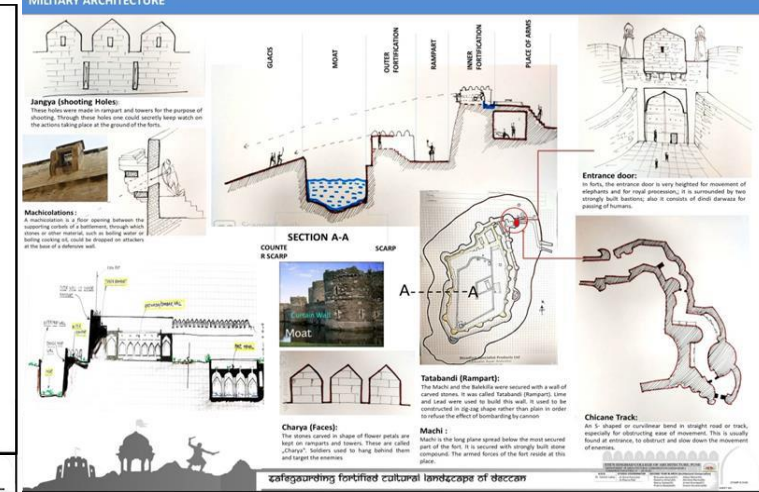 MILITARY ARCHITECTURE
GLACIS
MOAT
OUTER
FORTIFICATION
RAMPART
INNER
FORTIFICATION
PLACE OF ARMS
Jangya (shooting Holes):
These holes were made in rampart and towers for the purpose of
shooting. Through these holes one could secretly keep watch on
the actions taking place at the ground of the forts.
Machicolations :
A machicolation is a floor opening between the
supporting corbels of a battlement, through which
stones or other material, such as boiling water or
boiling cooking oil, could be dropped on attackers
at the base of a defensive wall.
SECTION A-A
COUNTE
R SCARP
SCARP
Curtain Wall
Moat
A
A
Entrance door:
In forts, the entrance door is very heighted for movement of
elephants and for royal procession,; it is surrounded by two
strongly built bastions; also it consists of dindi darwaza for
passing of humans.
Charya (Faces):
The stones carved in shape of flower petals are
kept on ramparts and towers. These are called
„Charya". Soldiers used to hang behind them
and target the enemies
Tatabandi (Rampart):
The Machi and the Balekilla were secured with a wall of
carved stones. It was called Tatabandi (Rampart). Lime
and Lead were used to build this wall. It used to be
constructed in zig-zag shape rather than plain in order
to refuse the effect of bombarding by cannon
Machi :
Machi is the long plane spread below the most secured
part of the fort. It is secured with strongly built stone
compound. The armed forces of the fort reside at this
place.
Chicane Track:
An S- shaped or curvilinear bend in straight road or track,
especially for obstructing ease of movement. This is usually
found at entrance, to obstruct and slow down the movement
of enemies.
safegaurding fortified cultural landscape of deccan